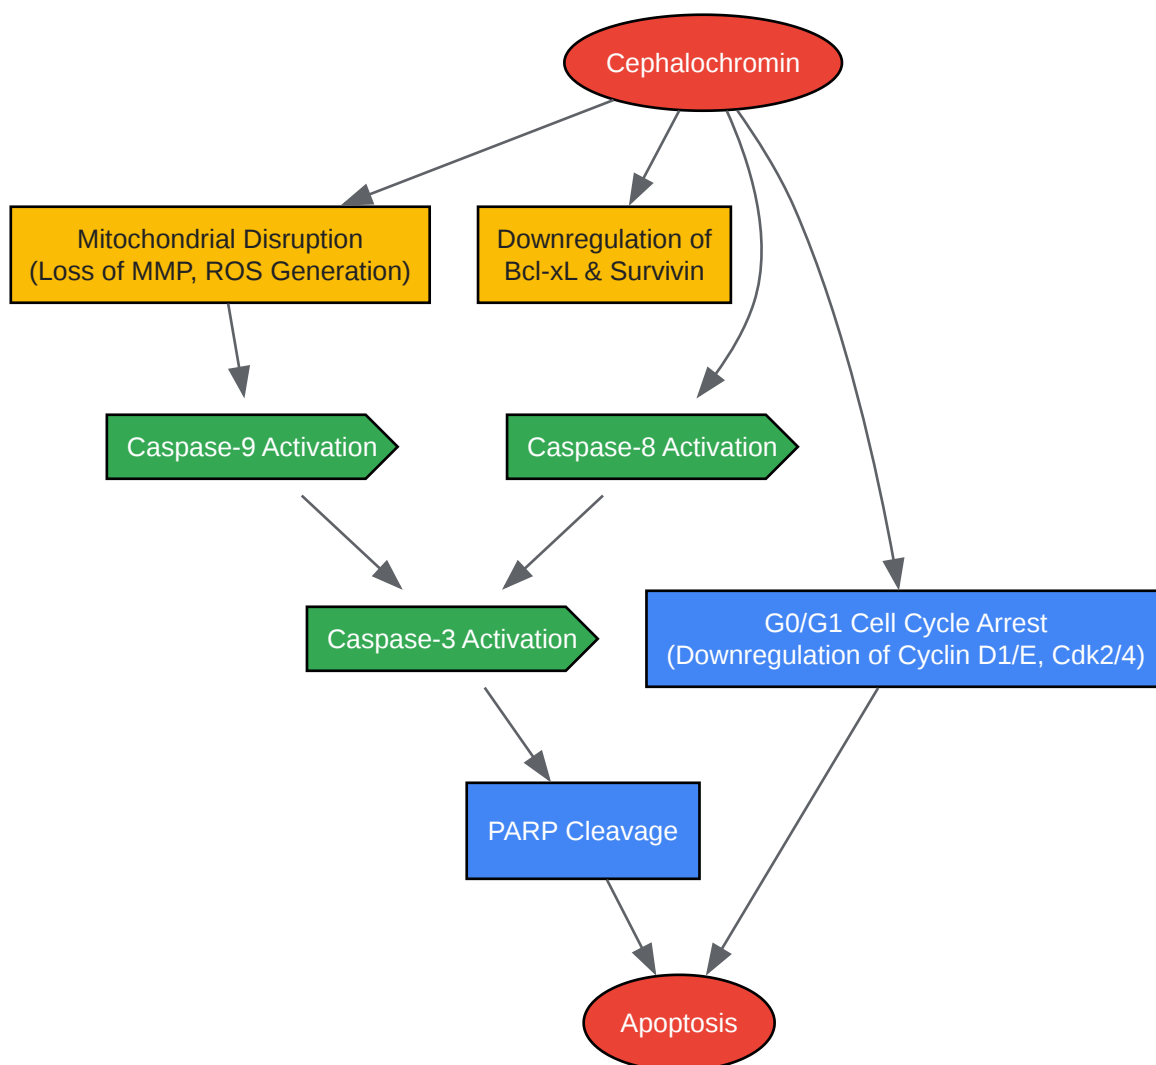 Cephalochromin
Mitochondrial Disruption
(Loss of MMP, ROS Generation)
Downregulation of
Bcl-xL & Survivin
Caspase-9 Activation
Caspase-8 Activation
Caspase-3 Activation
G0/G1 Cell Cycle Arrest
(Downregulation of Cyclin D1/E, Cdk2/4)
PARP Cleavage
Apoptosis